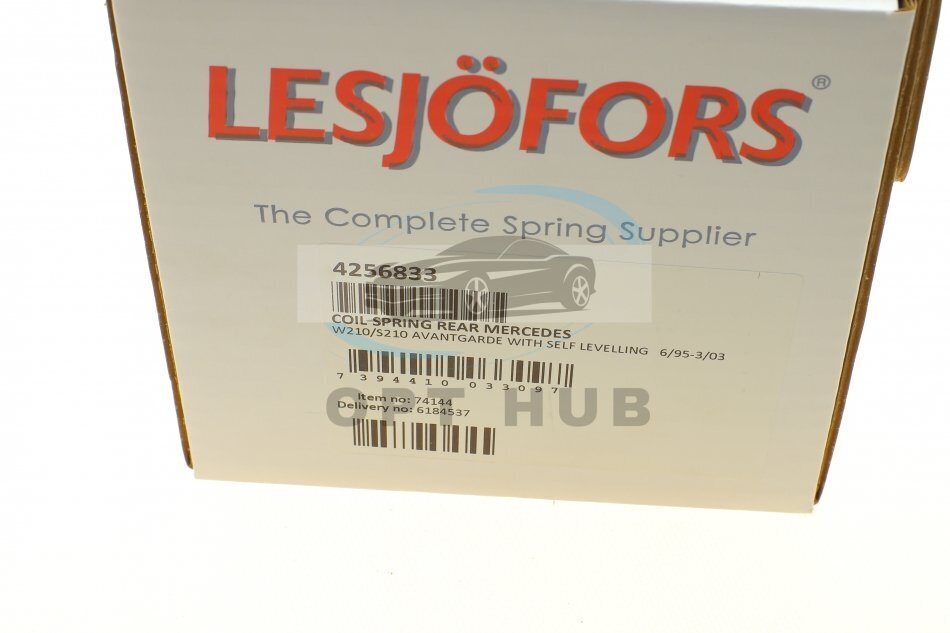 LESJÖFORS®
The Complete Spring Supplier
4256833
COIL SPRING REAR MERCEDES
W210/S210 AVANTGARDE WITH SELF LEVELLING 6/95-3/03
7 394410 033097
Item no: 74144
Delivery no: 6184537
OPT HUB